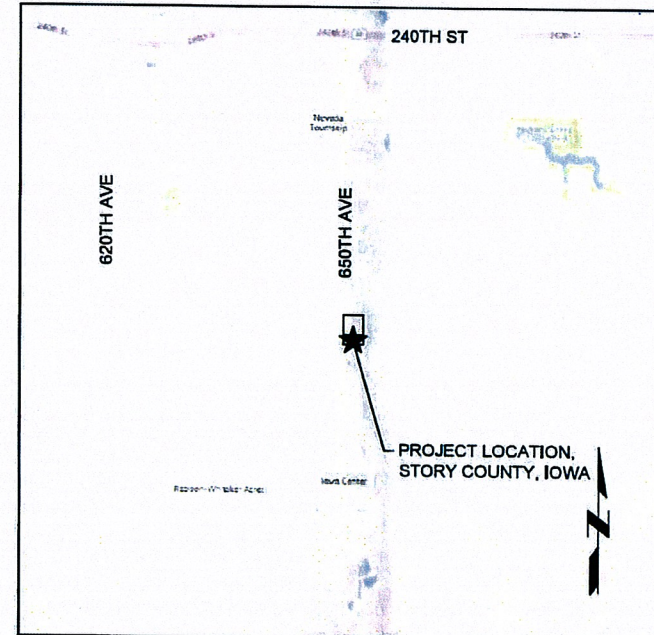 240TH ST
Nevada
Township
620TH AVE
650TH AVE
PROJECT LOCATION,
STORY COUNTY, IOWA
Iowa Center
N